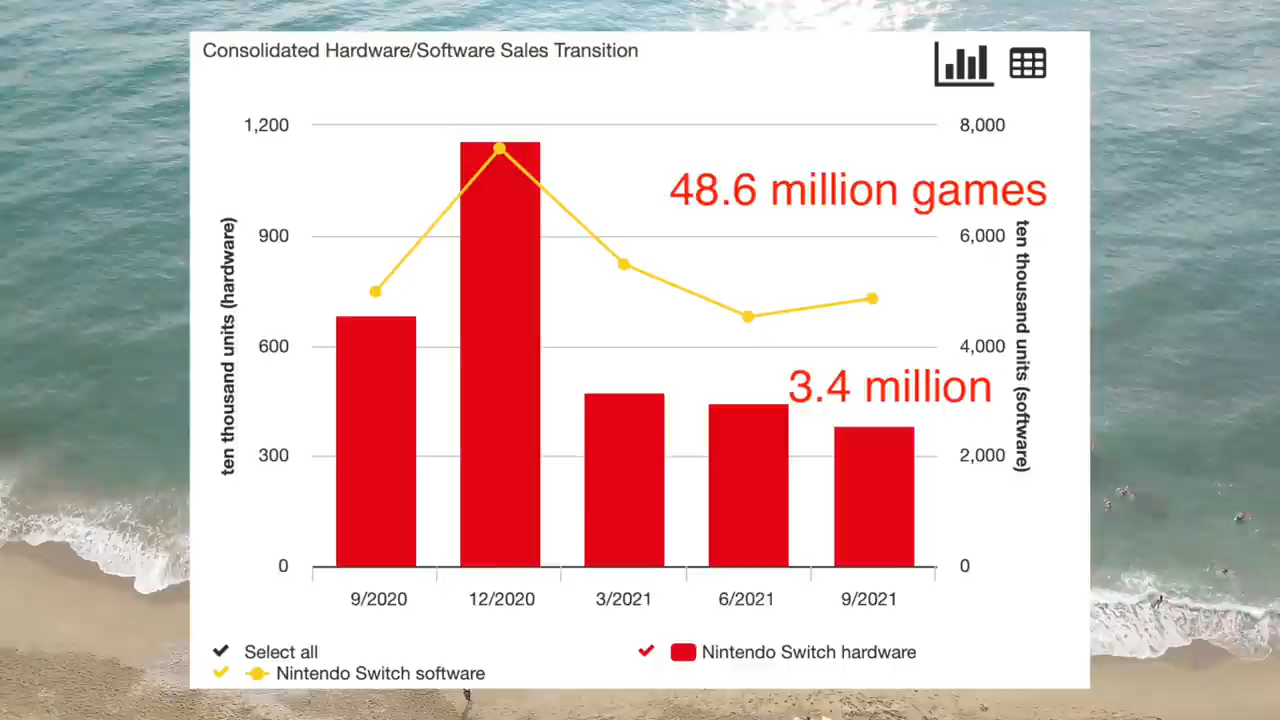 Consolidated Hardware/Software Sales Transition
1,200
8,000
48.6 million games
900
6,000
ten thousand units (hardware)
ten thousand units (software)
600
4,000
3.4 million
300
2,000
0
0
9/2020
12/2020
3/2021
6/2021
9/2021
Select all
Nintendo Switch hardware
Nintendo Switch software